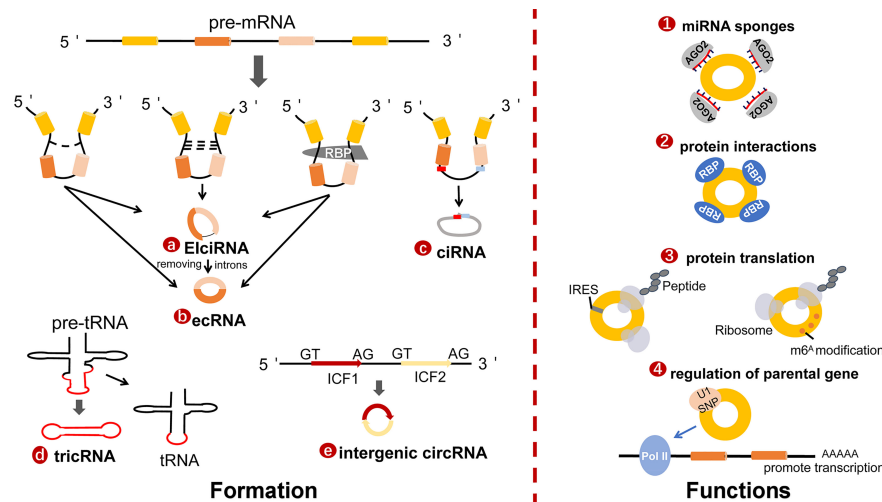 pre-mRNA
5 '
3 '
5 '
3 '
5 '
3 '
5 '
3 '
5 '
3 '
RBP
a EIciRNA
removing introns
b ecRNA
c ciRNA
pre-tRNA
d tricRNA
tRNA
5 '
GT
AG
GT
AG
3 '
ICF1
ICF2
e intergenic circRNA
Formation
1 miRNA sponges
AGO2
AGO2
AGO2
AGO2
2 protein interactions
RBP
RBP
RBP
RBP
3 protein translation
IRES
Peptide
Ribosome
m6A modification
4 regulation of parental gene
U1
SNP
Pol II
AAAAA
promote transcription
Functions